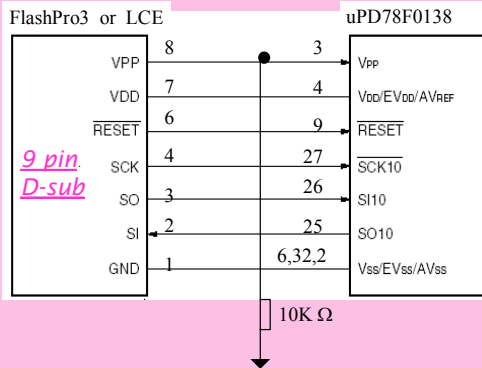 FlashPro3 or LCE
uPD78F0138
VPP 8 3 VPP
VDD 7 4 VDD/EVDD/AVREF
RESET 6 9 RESET
9 pin
D-sub
SCK 4 27 SCK10
SO 3 26 SI10
SI 2 25 SO10
GND 1 6,32,2 Vss/EVss/AVss
10K Ω